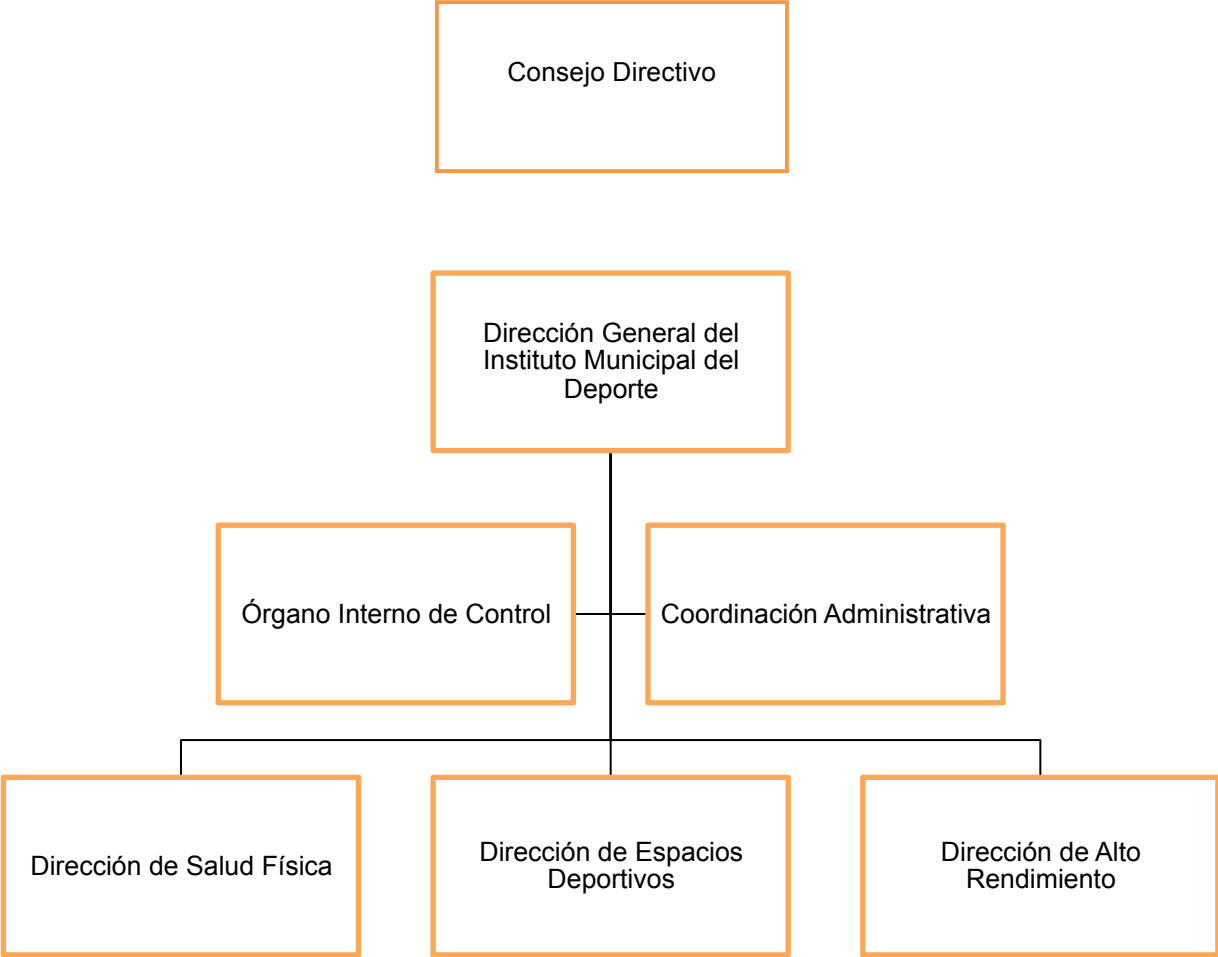 Consejo Directivo
Dirección General del
Instituto Municipal del
Deporte
Órgano Interno de Control
Coordinación Administrativa
Dirección de Salud Física
Dirección de Espacios
Deportivos
Dirección de Alto
Rendimiento